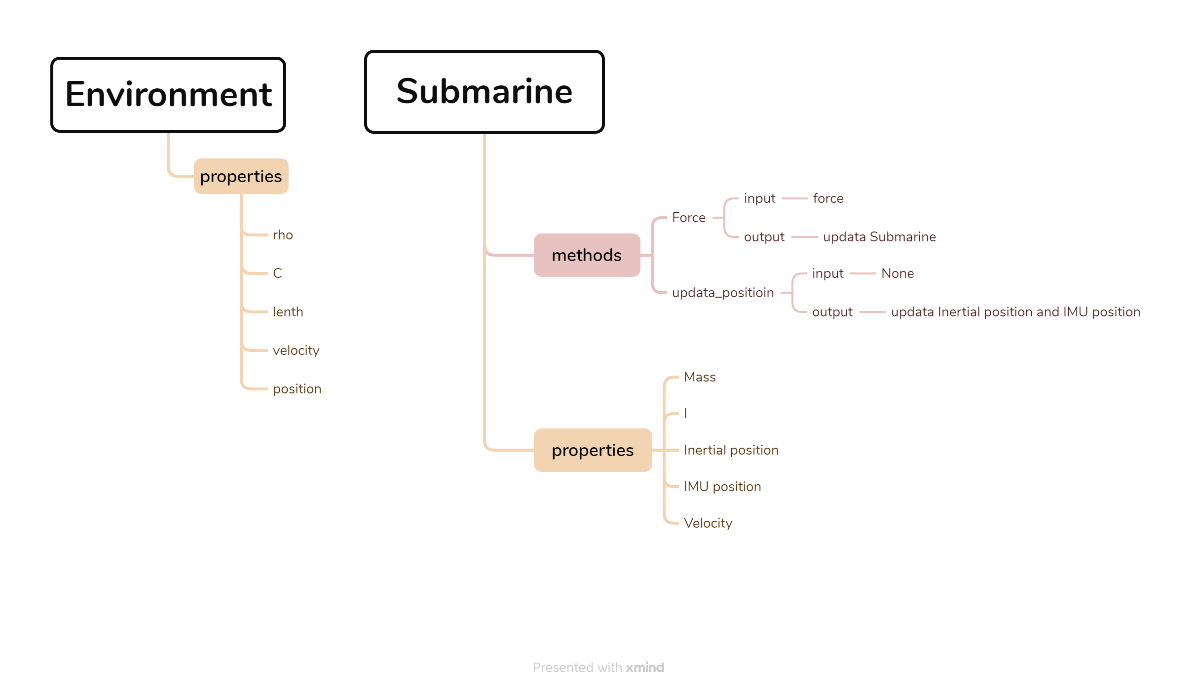 Environment
properties
rho
C
lenth
velocity
position
Submarine
methods
Force
input
force
output
updata Submarine
updata_positioin
input
None
output
updata Inertial position and IMU position
properties
Mass
I
Inertial position
IMU position
Velocity
Presented with xmind